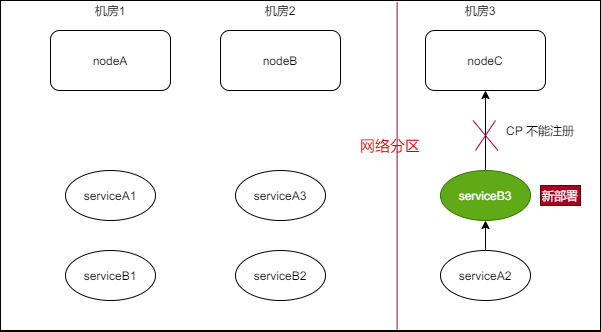 机房1
机房2
机房3
nodeA
nodeB
nodeC
CP 不能注册
网络分区
serviceA1
serviceA3
serviceB3
新部署
serviceB1
serviceB2
serviceA2